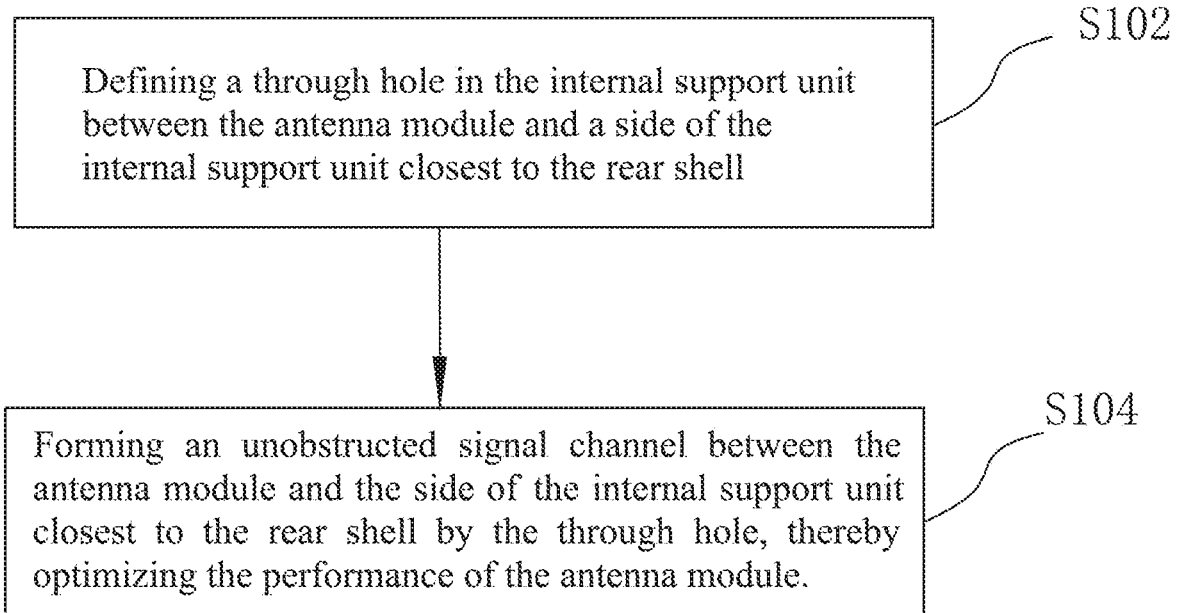 S102
Defining a through hole in the internal support unit
between the antenna module and a side of the
internal support unit closest to the rear shell
S104
Forming an unobstructed signal channel between the
antenna module and the side of the internal support unit
closest to the rear shell by the through hole, thereby
optimizing the performance of the antenna module.